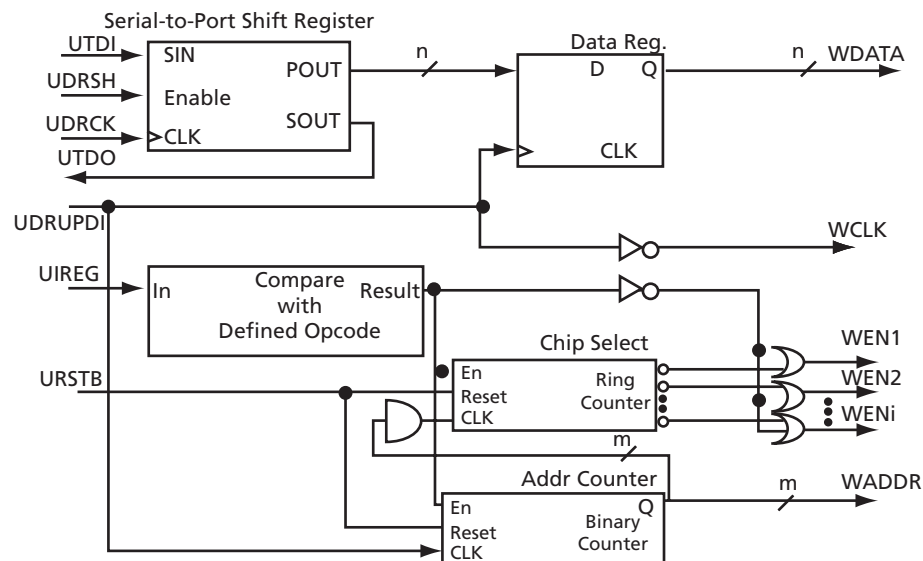 Serial-to-Port Shift Register
UTDI
SIN
n
Data Reg.
n
WDATA
POUT
D
Q
UDRSH
Enable
SOUT
UDRCK
CLK
CLK
UTDO
UDRUPDI
WCLK
UIREG
In
Compare
with
Defined Opcode
Result
Chip Select
WEN1
En
Ring
Counter
URSTB
Reset
WEN2
CLK
WENi
m
Addr Counter
m
WADDR
En
Q
Reset
Binary
Counter
CLK